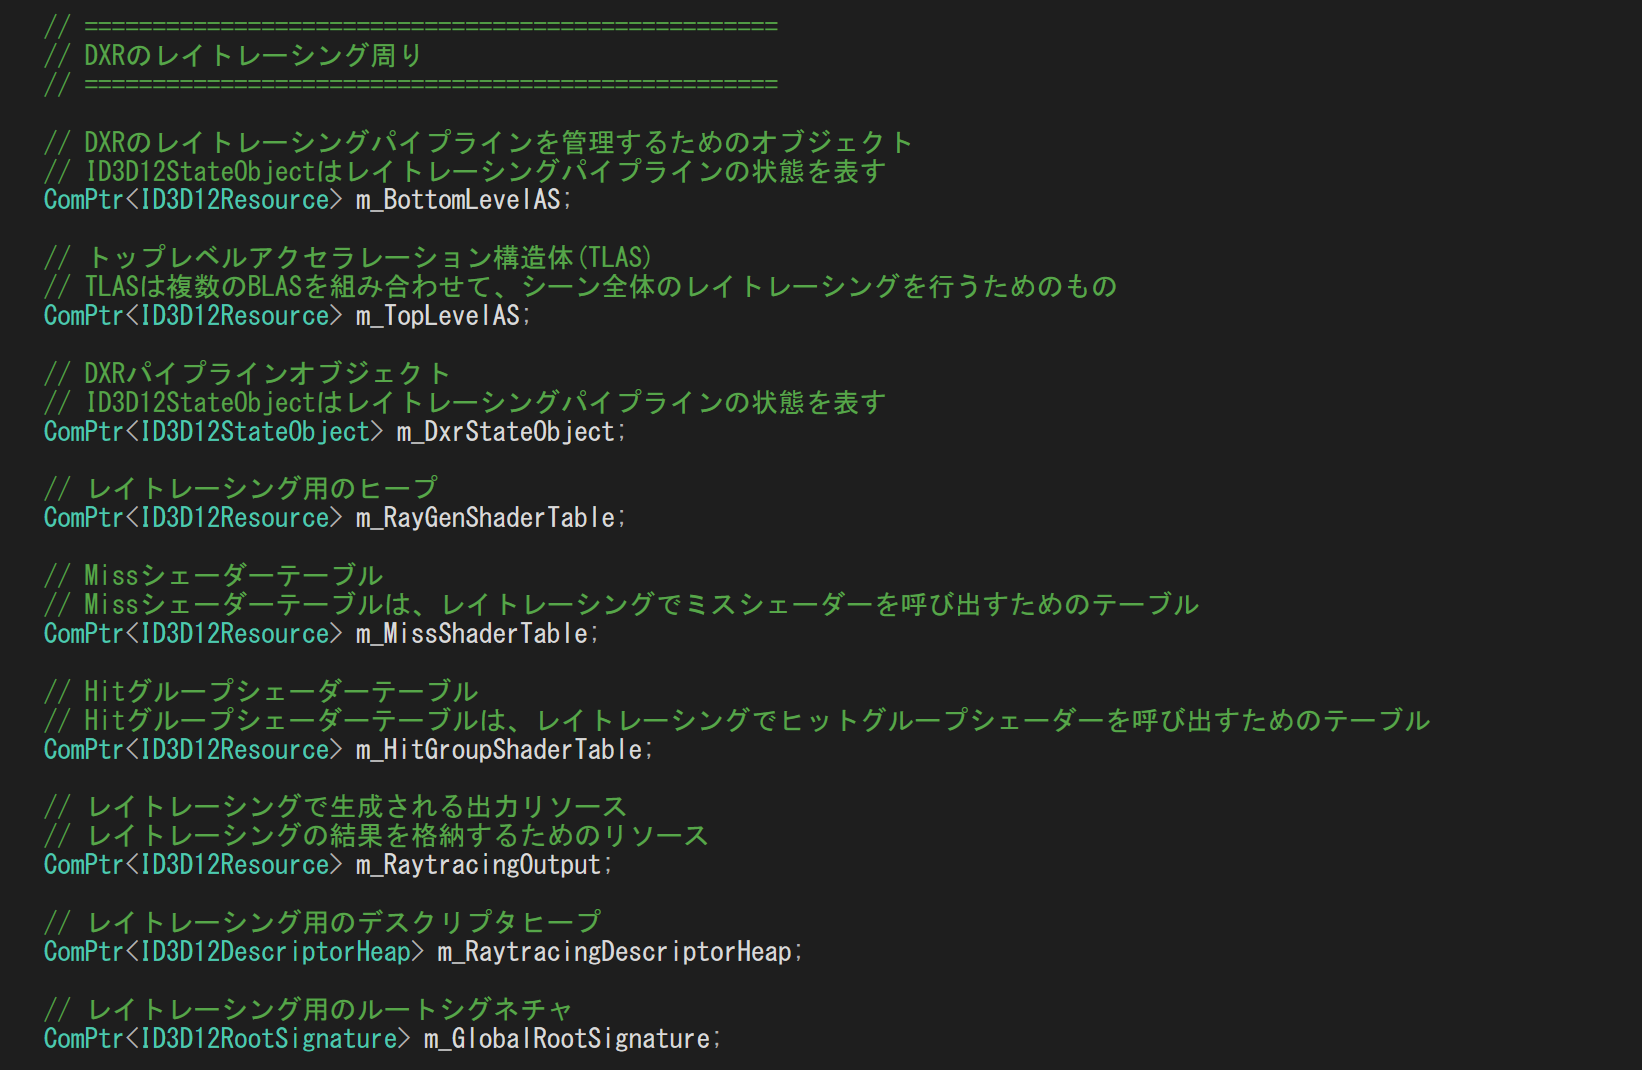 // ===================================================
// DXRのレイトレーシング周り
// ===================================================
// DXRのレイトレーシングパイプラインを管理するためのオブジェクト
// ID3D12StateObjectはレイトレーシングパイプラインの状態を表す
ComPtr<ID3D12Resource> m_BottomLevelAS;
// トップレベルアクセラレーション構造体(TLAS)
// TLASは複数のBLASを組み合わせて、シーン全体のレイトレーシングを行うためのもの
ComPtr<ID3D12Resource> m_TopLevelAS;
// DXRパイプラインオブジェクト
// ID3D12StateObjectはレイトレーシングパイプラインの状態を表す
ComPtr<ID3D12StateObject> m_DxrStateObject;
// レイトレーシング用のヒープ
ComPtr<ID3D12Resource> m_RayGenShaderTable;
// Missシェーダーテーブル
// Missシェーダーテーブルは、レイトレーシングでミスシェーダーを呼び出すためのテーブル
ComPtr<ID3D12Resource> m_MissShaderTable;
// Hitグループシェーダーテーブル
// Hitグループシェーダーテーブルは、レイトレーシングでヒットグループシェーダーを呼び出すためのテーブル
ComPtr<ID3D12Resource> m_HitGroupShaderTable;
// レイトレーシングで生成される出力リソース
// レイトレーシングの結果を格納するためのリソース
ComPtr<ID3D12Resource> m_RaytracingOutput;
// レイトレーシング用のデスクリプタヒープ
ComPtr<ID3D12DescriptorHeap> m_RaytracingDescriptorHeap;
// レイトレーシング用のルートシグネチャ
ComPtr<ID3D12RootSignature> m_GlobalRootSignature;